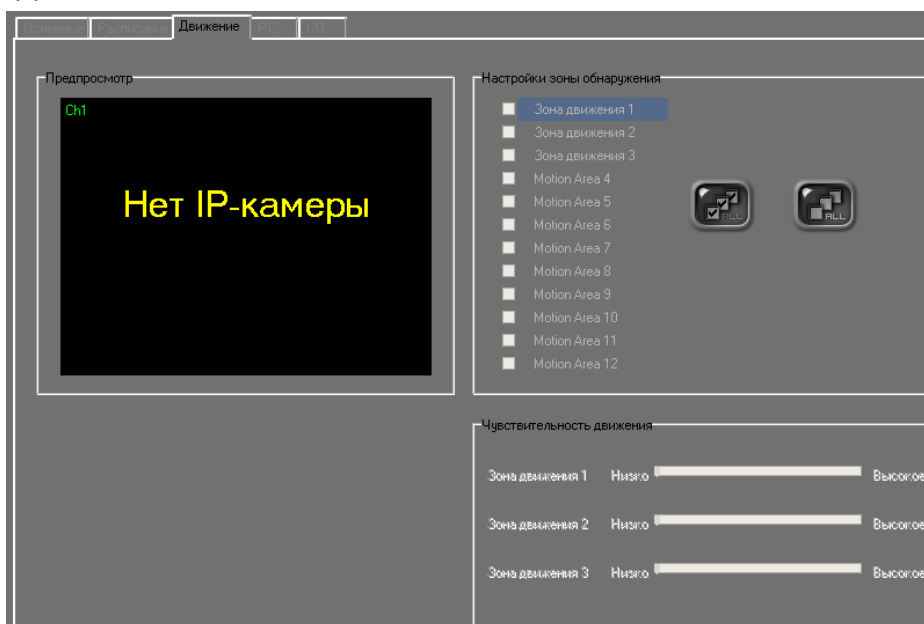 Основные Расписание Движение PTZ I/O
Предпросмотр
Ch1
Нет IP-камеры
Настройки зоны обнаружения
Зона движения 1
Зона движения 2
Зона движения 3
Motion Area 4
Motion Area 5
Motion Area 6
Motion Area 7
Motion Area 8
Motion Area 9
Motion Area 10
Motion Area 11
Motion Area 12
ALL ALL
Чувствительность движения
Зона движения 1 Низко Высокое
Зона движения 2 Низко Высокое
Зона движения 3 Низко Высокое